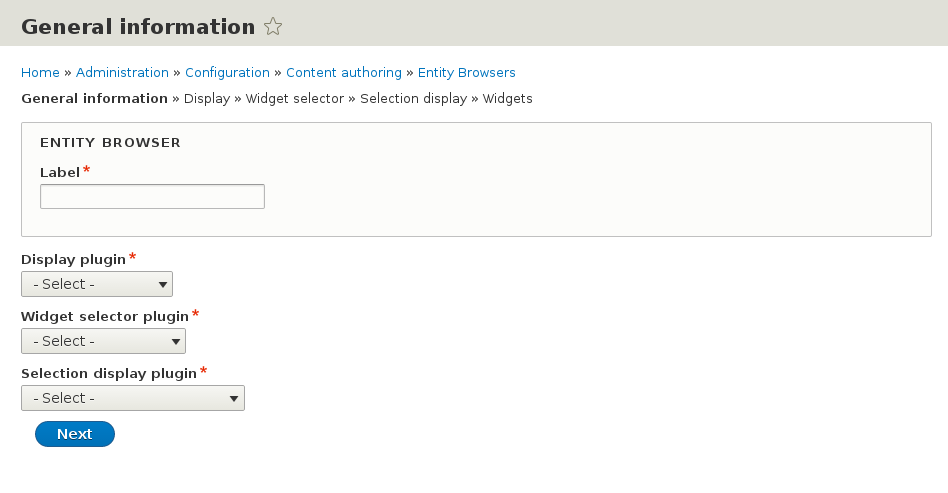 General information
Home » Administration » Configuration » Content authoring » Entity Browsers
General information » Display » Widget selector » Selection display » Widgets
ENTITY BROWSER
Label*
Display plugin*
- Select -
Widget selector plugin*
- Select -
Selection display plugin*
- Select -
Next